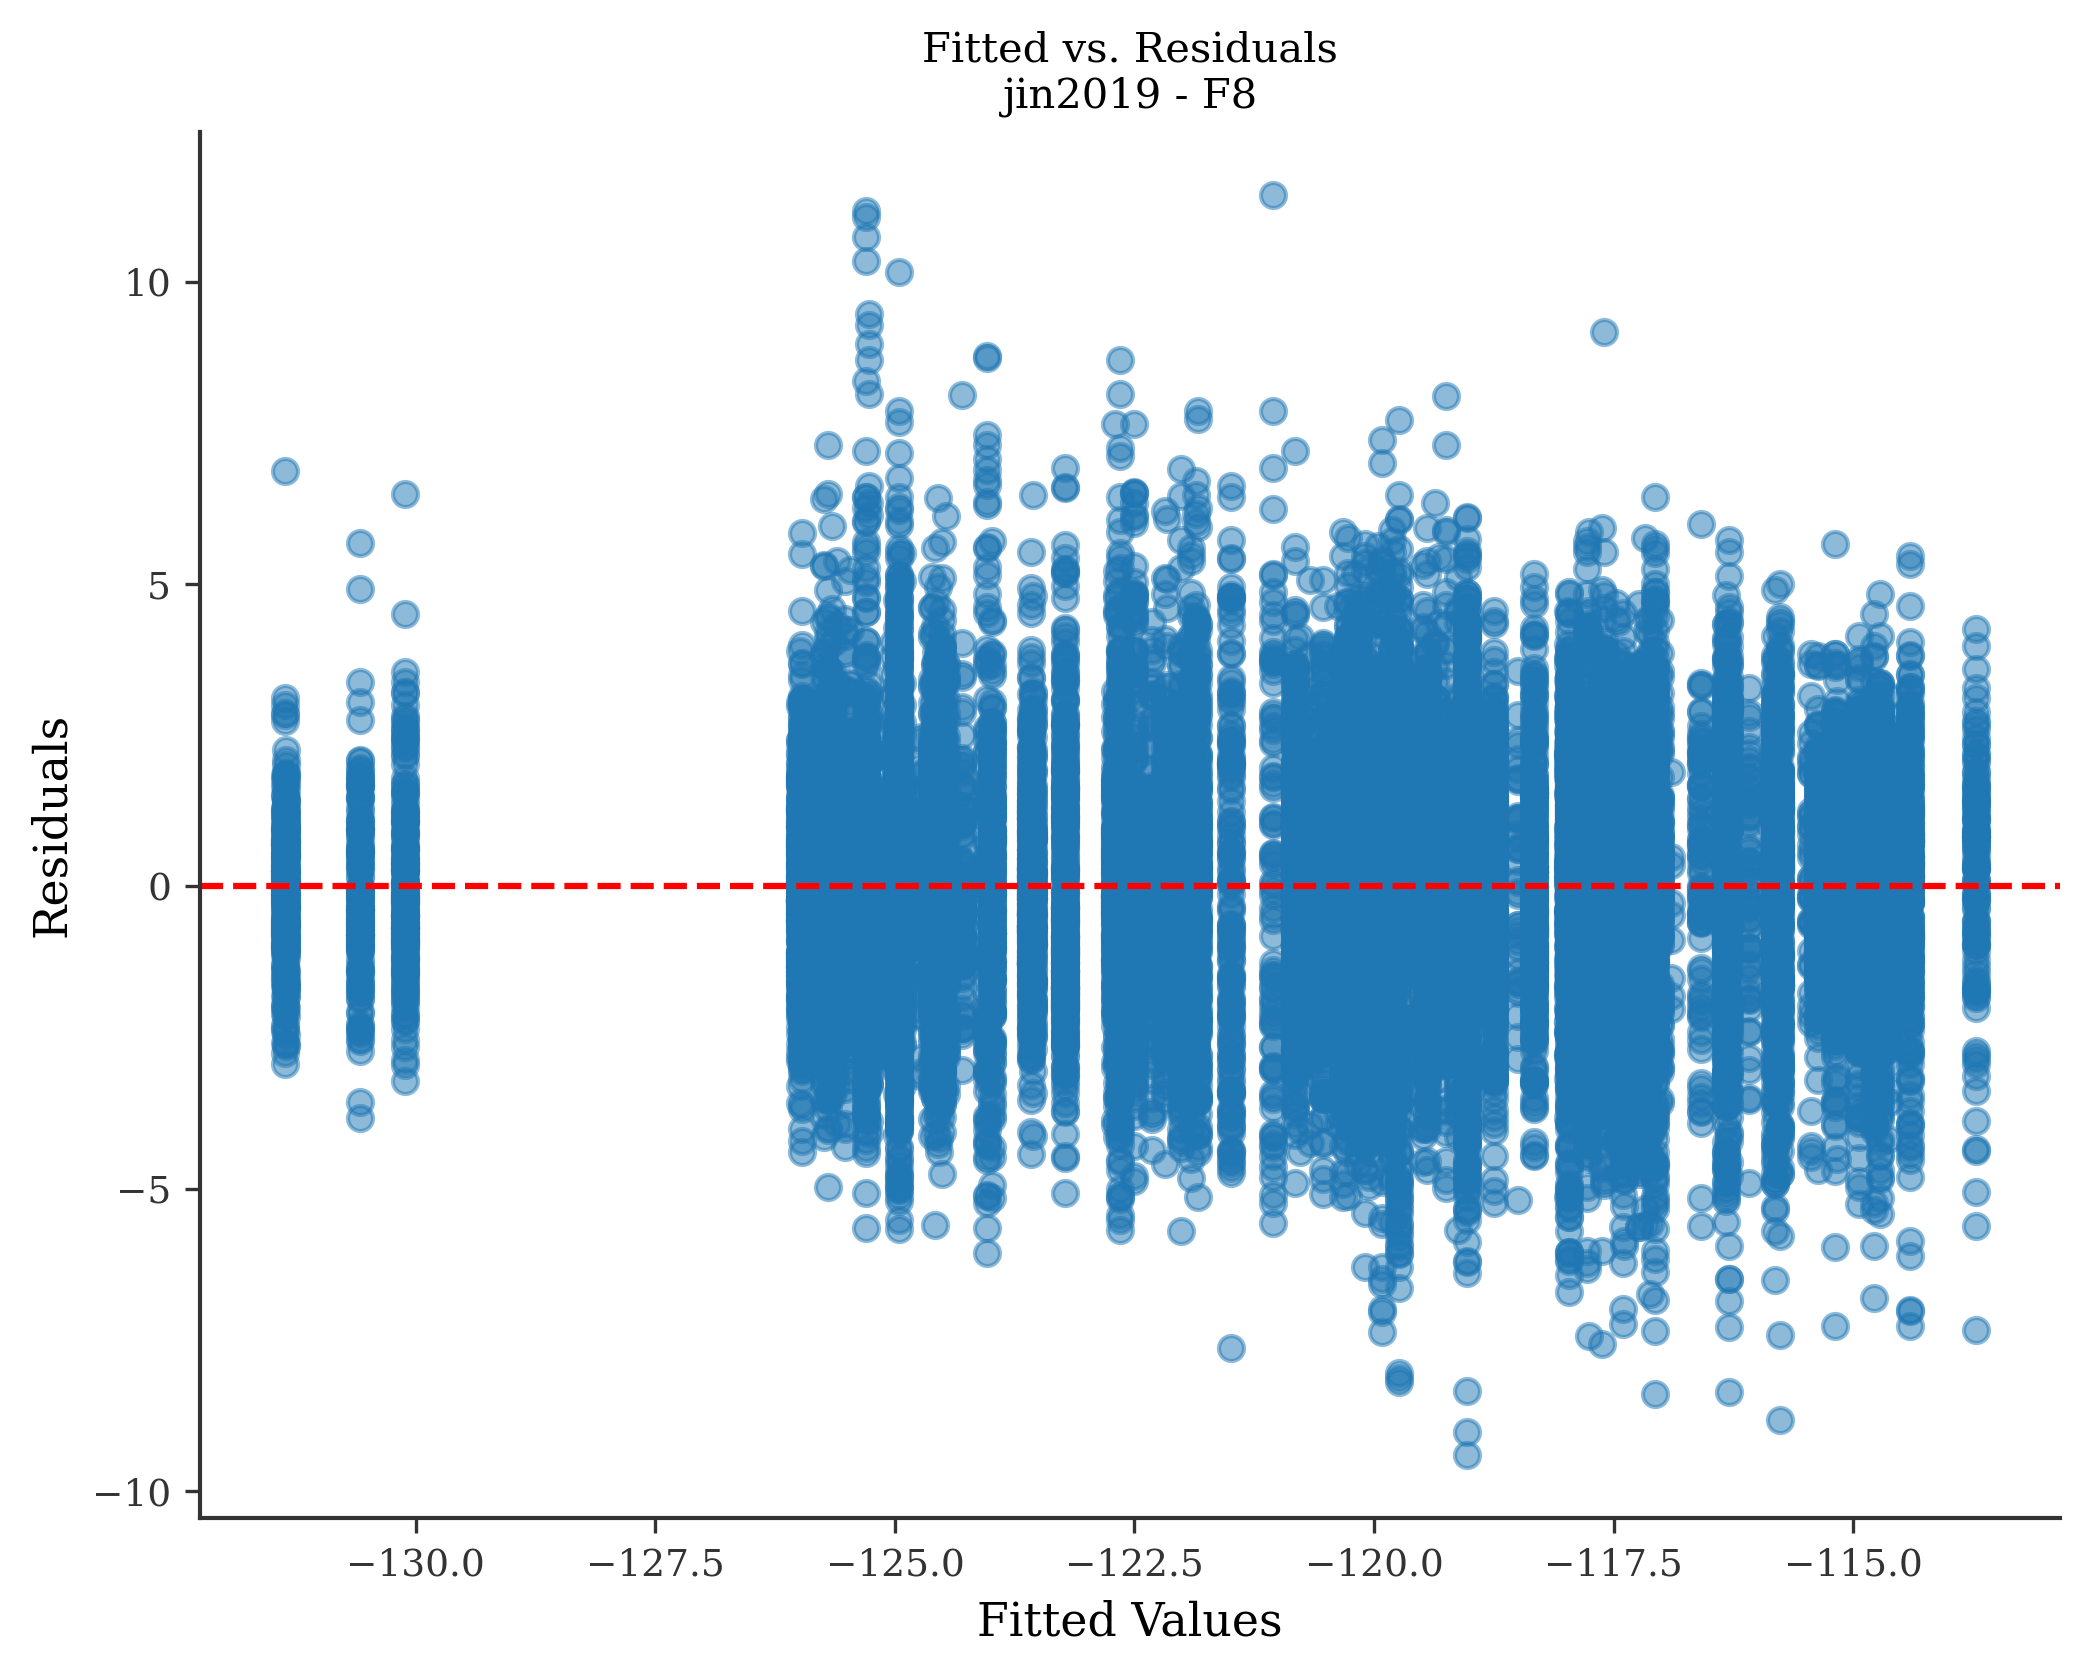 Fitted vs. Residuals
jin2019 - F8
Residuals
10
5
0
−5
−10
−130.0 −127.5 −125.0 −122.5 −120.0 −117.5 −115.0
Fitted Values